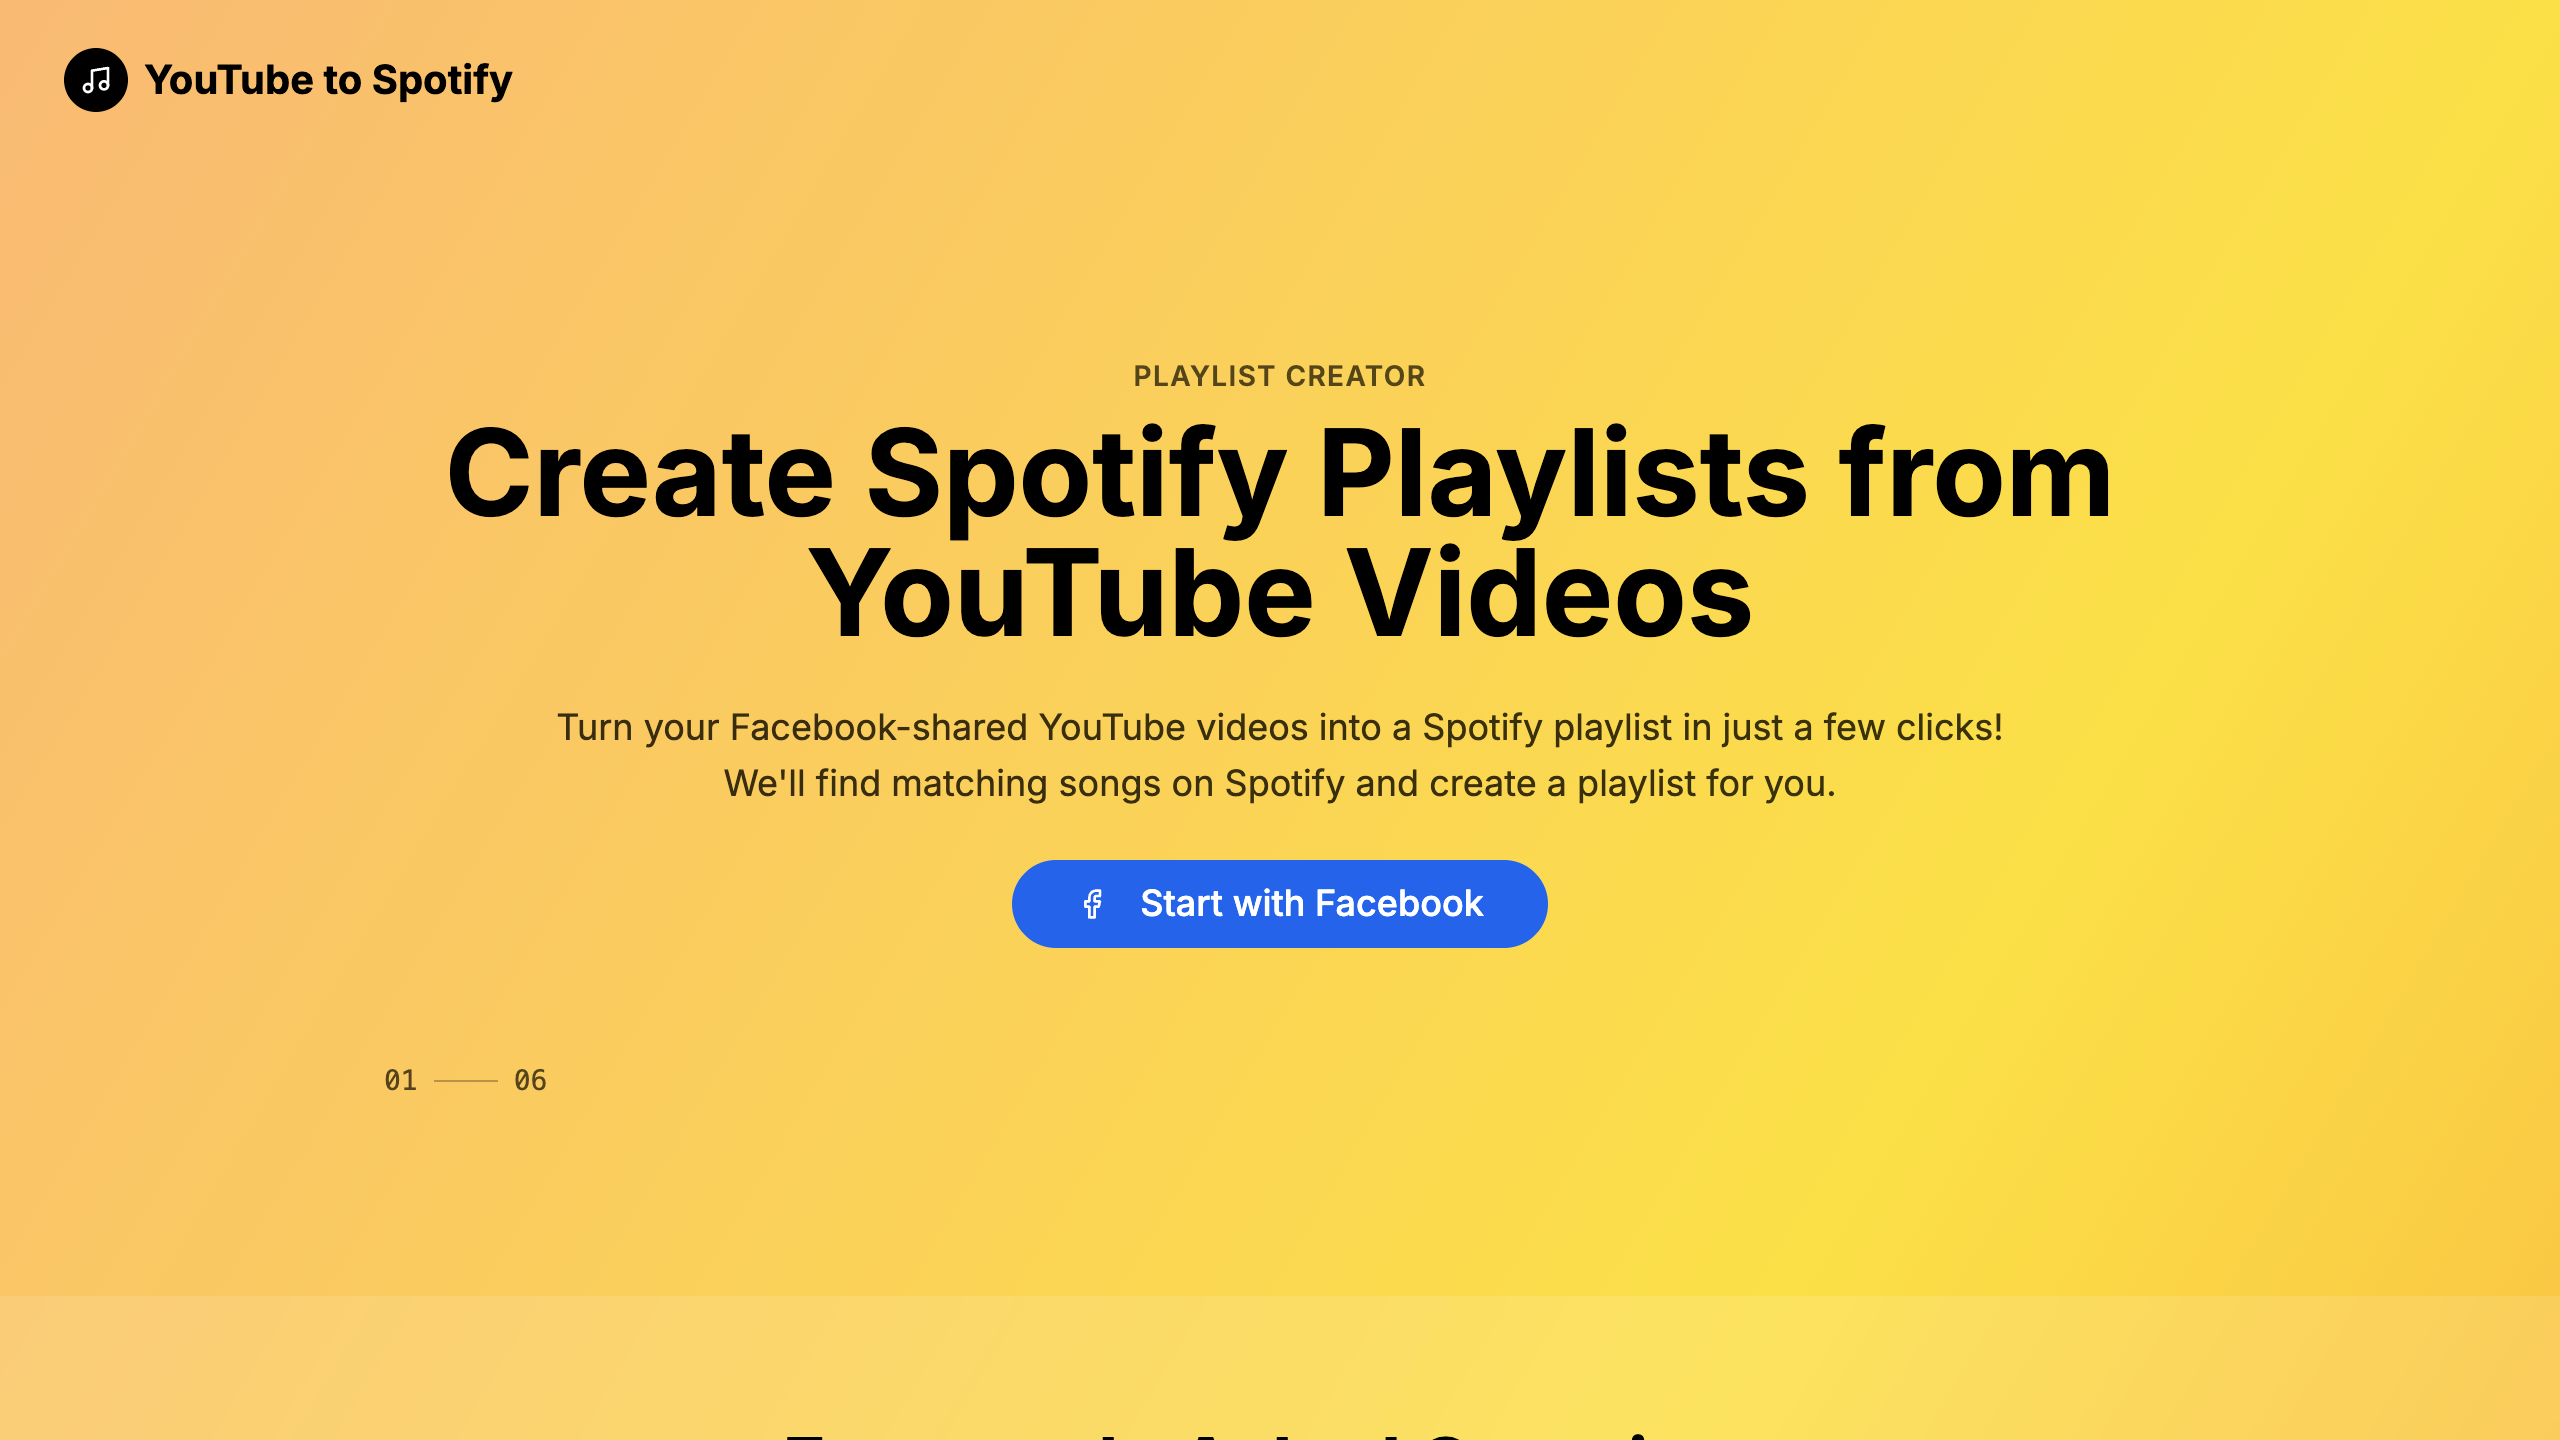 YouTube to Spotify
PLAYLIST CREATOR
Create Spotify Playlists from
YouTube Videos
Turn your Facebook-shared YouTube videos into a Spotify playlist in just a few clicks!
We'll find matching songs on Spotify and create a playlist for you.
Start with Facebook
01 06